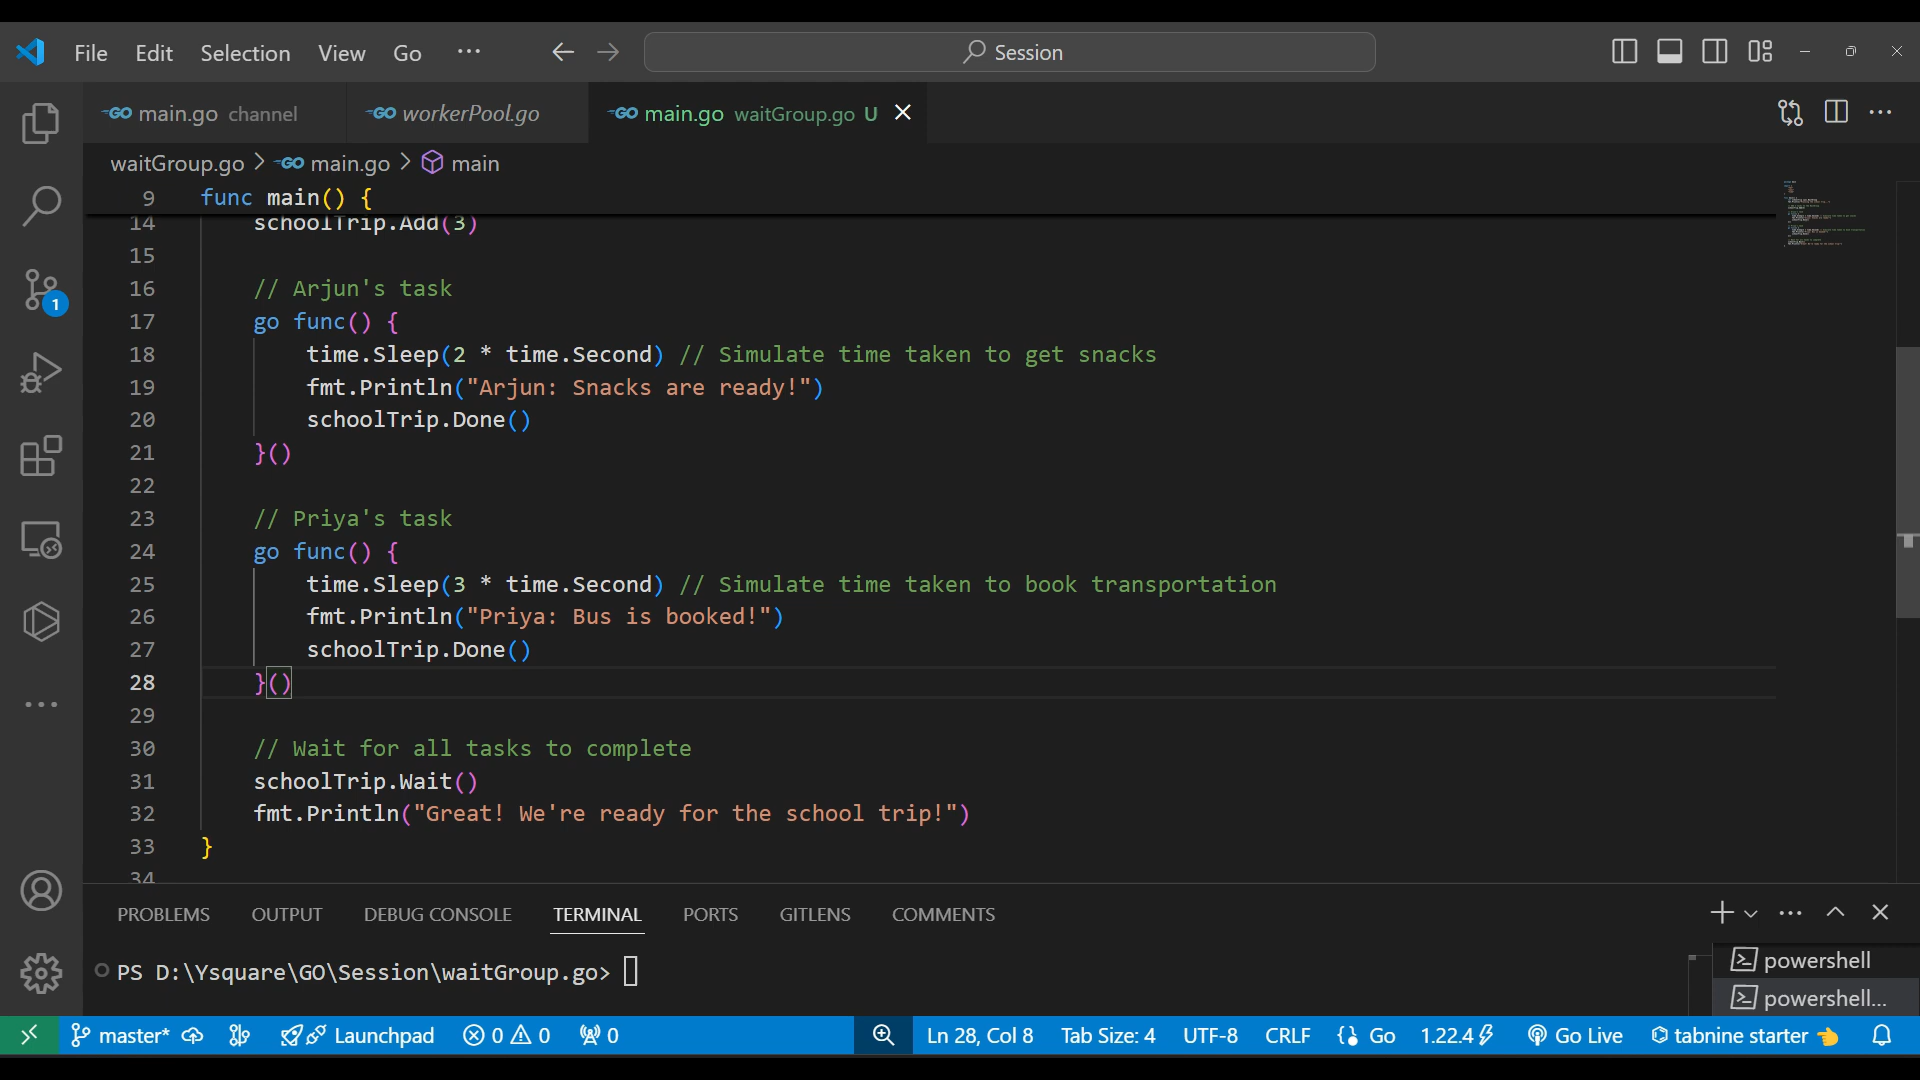 File Edit Selection View Go ··· Session
GO main.go channel GO workerPool.go GO main.go waitGroup.go U
waitGroup.go > GO main.go > main
9 func main() {
14 schoolTrip.Add(3)
15
16 // Arjun's task
17 go func() {
18 time.Sleep(2 * time.Second) // Simulate time taken to get snacks
19 fmt.Println("Arjun: Snacks are ready!")
20 schoolTrip.Done()
21 }()
22
23 // Priya's task
24 go func() {
25 time.Sleep(3 * time.Second) // Simulate time taken to book transportation
26 fmt.Println("Priya: Bus is booked!")
27 schoolTrip.Done()
28 }()
29
30 // Wait for all tasks to complete
31 schoolTrip.Wait()
32 fmt.Println("Great! We're ready for the school trip!")
33 }
34
1
PROBLEMS OUTPUT DEBUG CONSOLE TERMINAL PORTS GITLENS COMMENTS
PS D:\Ysquare\GO\Session\waitGroup.go>
powershell
powershell...
master* Launchpad 0 0 0 Ln 28, Col 8 Tab Size: 4 UTF-8 CRLF {} Go 1.22.4 Go Live tabnine starter